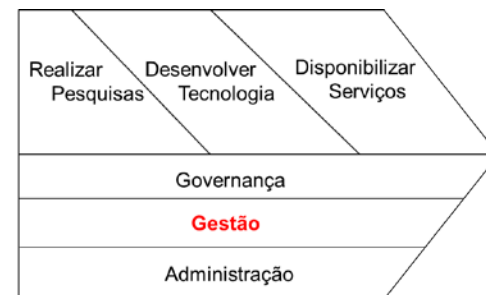 Realizar
Pesquisas
Desenvolver
Tecnologia
Disponibilizar
Serviços
Governança
Gestão
Administração